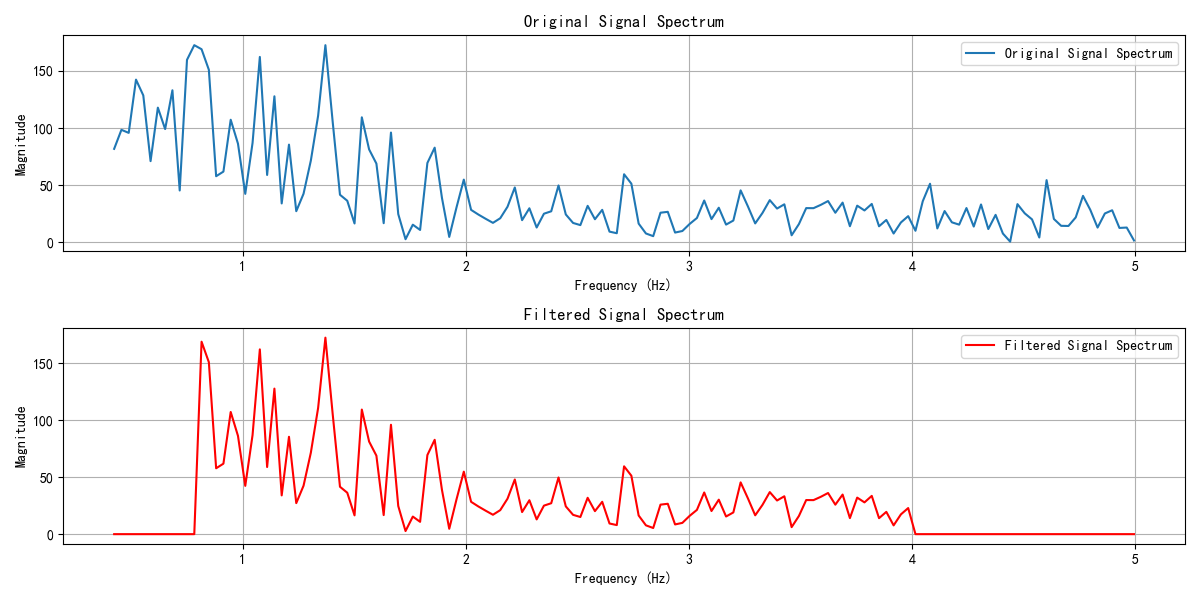 Original Signal Spectrum
Original Signal Spectrum
150
100
50
0
Magnitude
1 2 3 4 5
Frequency (Hz)
Filtered Signal Spectrum
Filtered Signal Spectrum
150
100
50
0
Magnitude
1 2 3 4 5
Frequency (Hz)